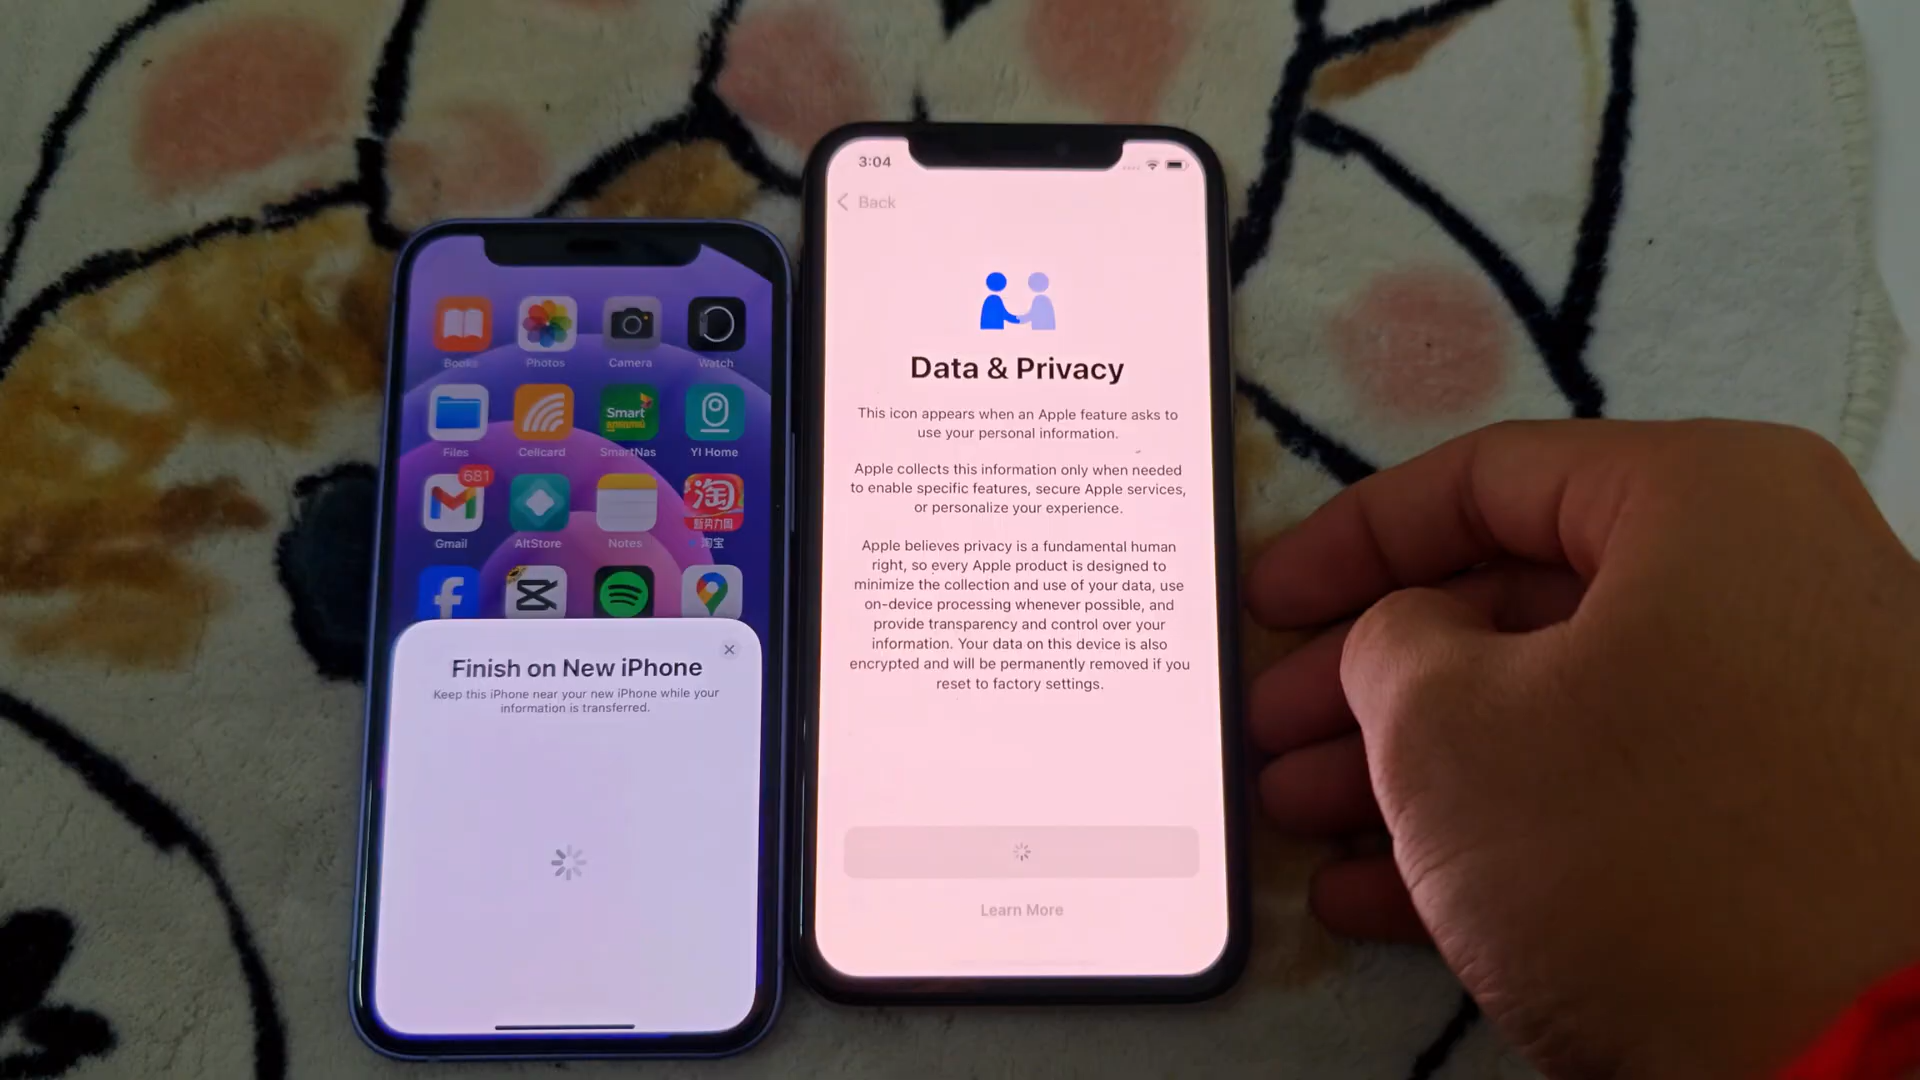 Books Photos Camera Watch
Smart
Files Cellcard SmartNas YI Home
681
淘
新势力周
Gmail AltStore Notes 淘宝
Finish on New iPhone
Keep this iPhone near your new iPhone while your
information is transferred.
3:04
Back
Data & Privacy
This icon appears when an Apple feature asks to
use your personal information.
Apple collects this information only when needed
to enable specific features, secure Apple services,
or personalize your experience.
Apple believes privacy is a fundamental human
right, so every Apple product is designed to
minimize the collection and use of your data, use
on-device processing whenever possible, and
provide transparency and control over your
information. Your data on this device is also
encrypted and will be permanently removed if you
reset to factory settings.
Learn More